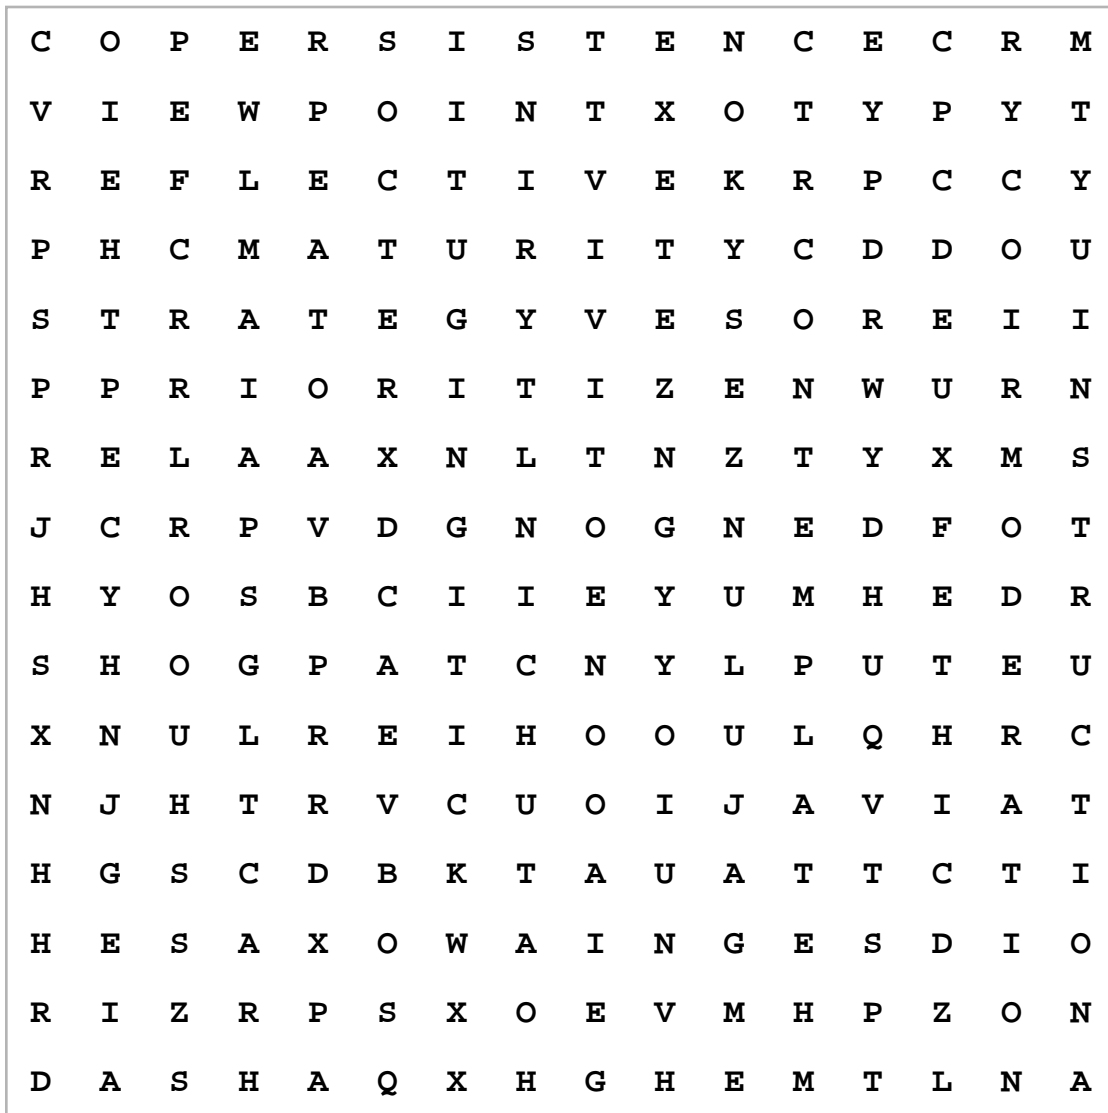 C O P E R S I S T E N C E C R M
V I E W P O I N T X O T Y P Y T
R E F L E C T I V E K R P C C Y
P H C M A T U R I T Y C D D O U
S T R A T E G Y V E S O R E I I
P P R I O R I T I Z E N W U R N
R E L A A X N L T N Z T Y X M S
J C R P V D G N O G N E D F O T
H Y O S B C I I E Y U M H E D R
S H O G P A T C N Y L P U T E U
X N U L R E I H O O U L Q H R C
N J H T R V C U O I J A V I A T
H G S C D B K T A U A T T C T I
H E S A X O W A I N G E S D I O
R I Z R P S X O E V M H P Z O N
D A S H A Q X H G H E M T L N A